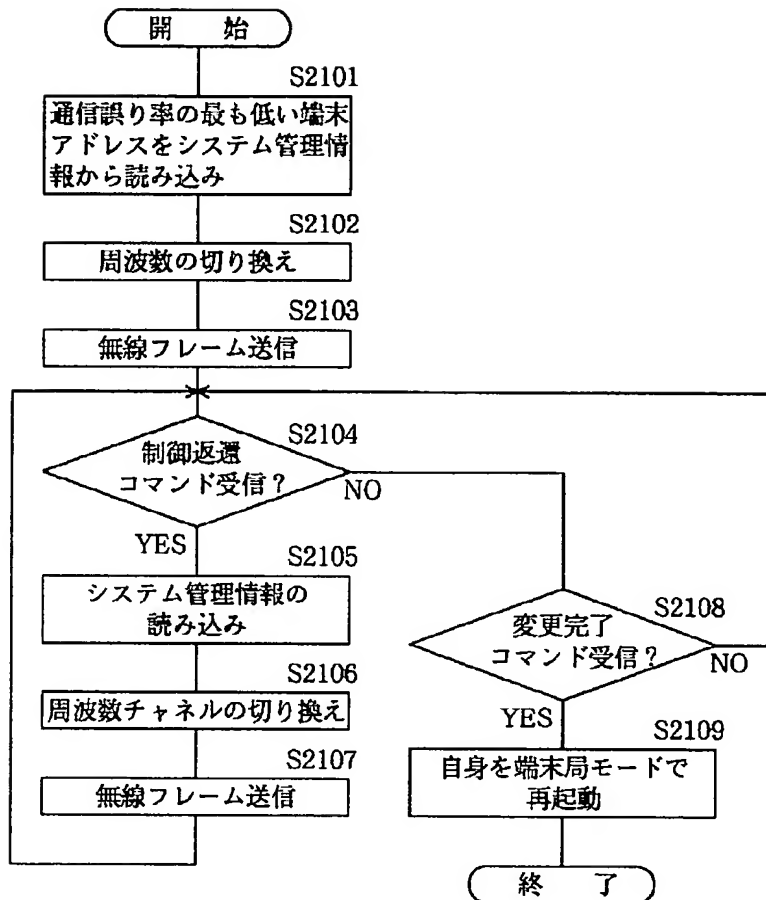 開 始
S2101
通信誤り率の最も低い端末
アドレスをシステム管理情
報から読み込み
S2102
周波数の切り換え
S2103
無線フレーム送信
S2104
制御返還
コマンド受信?
NO
YES
S2105
システム管理情報の
読み込み
S2106
周波数チャネルの切り換え
S2107
無線フレーム送信
S2108
変更完了
コマンド受信?
NO
YES
S2109
自身を端末局モードで
再起動
終 了